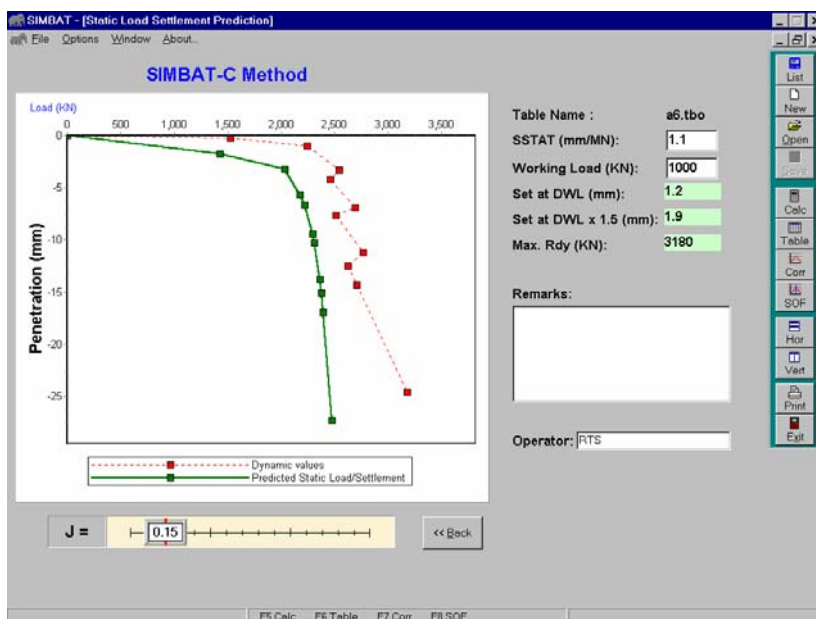 SIMBAT - [Static Load Settlement Prediction]
File Options Window About...
SIMBAT-C Method
Load (KN)
0 500 1,000 1,500 2,000 2,500 3,000 3,500
0
-5
-10
-15
-20
-25
Penetration (mm)
Dynamic values
Predicted Static Load/Settlement
J = 0.15
<< Back
Table Name : a6.tbo
SSTAT (mm/MN): 1.1
Working Load (KN): 1000
Set at DWL (mm): 1.2
Set at DWL x 1.5 (mm): 1.9
Max. Rdy (KN): 3180
Remarks:
Operator: RTS
List
New
Open
Save
Calc
Table
Corr
SOF
Hor
Vert
Print
Exit
F5 Calc F6 Table F7 Corr F8 SOF